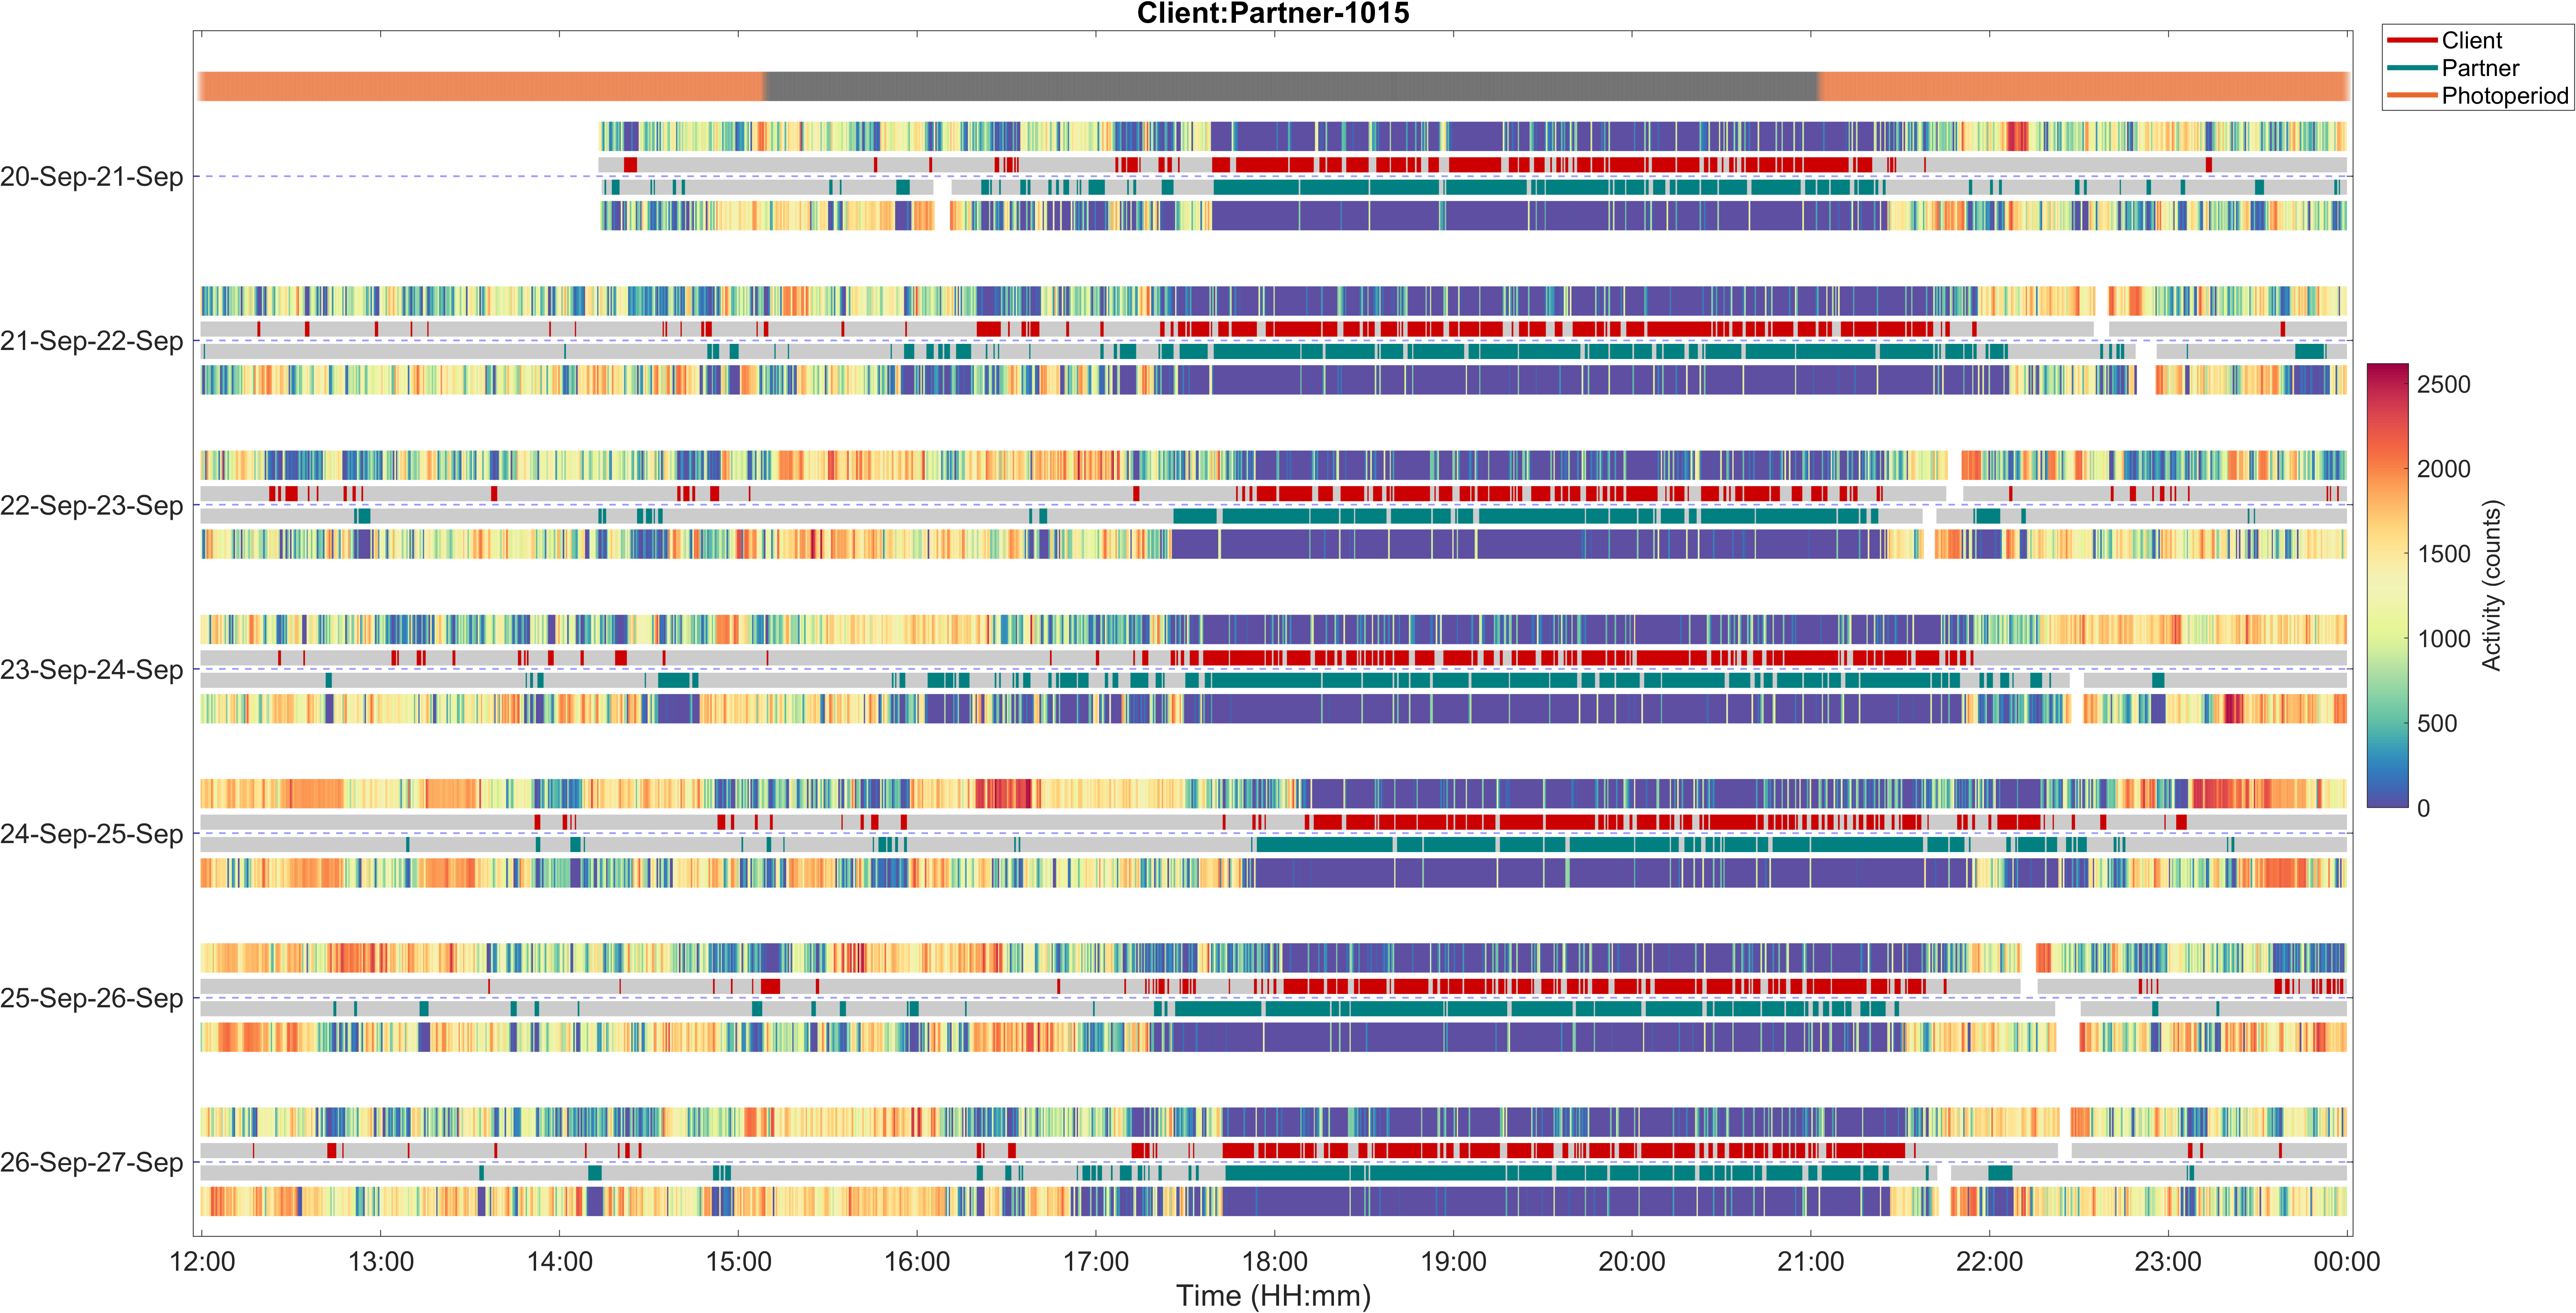 Client:Partner-1015
Client
Partner
Photoperiod
20-Sep-21-Sep
21-Sep-22-Sep
22-Sep-23-Sep
23-Sep-24-Sep
24-Sep-25-Sep
25-Sep-26-Sep
26-Sep-27-Sep
2500
2000
1500
1000
500
0
Activity (counts)
12:00 13:00 14:00 15:00 16:00 17:00 18:00 19:00 20:00 21:00 22:00 23:00 00:00
Time (HH:mm)